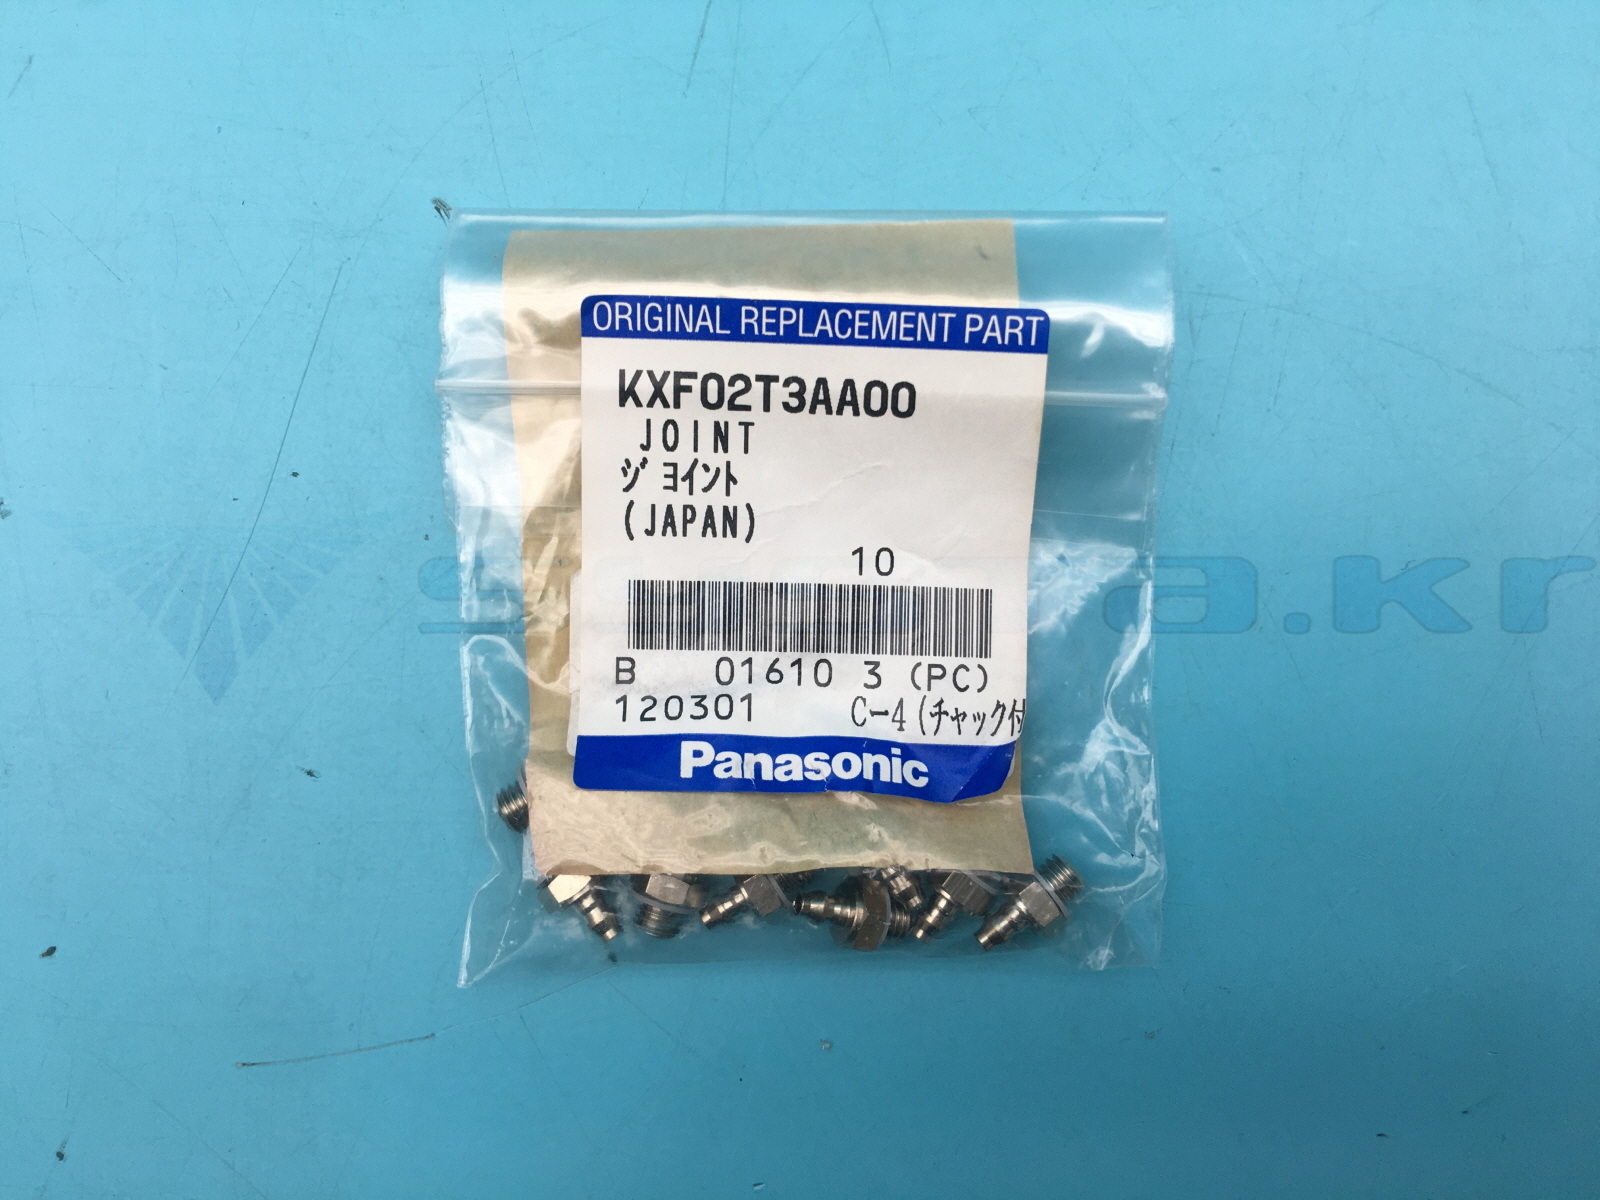 ORIGINAL REPLACEMENT PART
KXF02T3AA00
JOINT
ｼﾞｮｲﾝﾄ
(JAPAN)
10
B 01610 3 (PC)
120301 C-4(チャック付
Panasonic